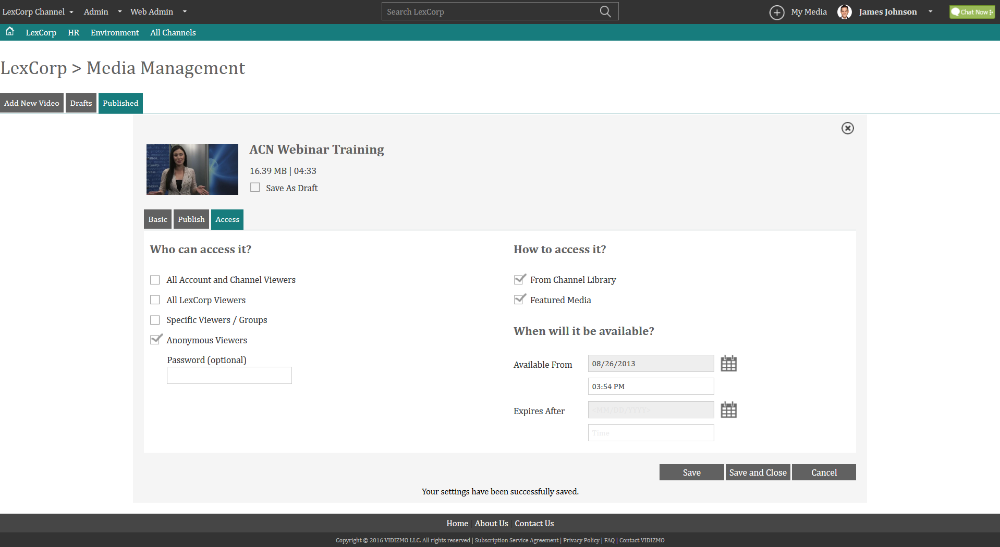 LexCorp Channel Admin Web Admin Search LexCorp My Media James Johnson Chat Now
LexCorp HR Environment All Channels
LexCorp > Media Management
Add New Video Drafts Published
ACN Webinar Training
16.39 MB | 04:33
Save As Draft
Basic Publish Access
Who can access it?
All Account and Channel Viewers
All LexCorp Viewers
Specific Viewers / Groups
Anonymous Viewers
Password (optional)
How to access it?
From Channel Library
Featured Media
When will it be available?
Available From 08/26/2013
03:54 PM
Expires After <MM/DD/YYYY>
Time
Save Save and Close Cancel
Your settings have been successfully saved.
Home | About Us | Contact Us
Copyright © 2016 VIDIZMO LLC. All rights reserved | Subscription Service Agreement | Privacy Policy | FAQ | Contact VIDIZMO